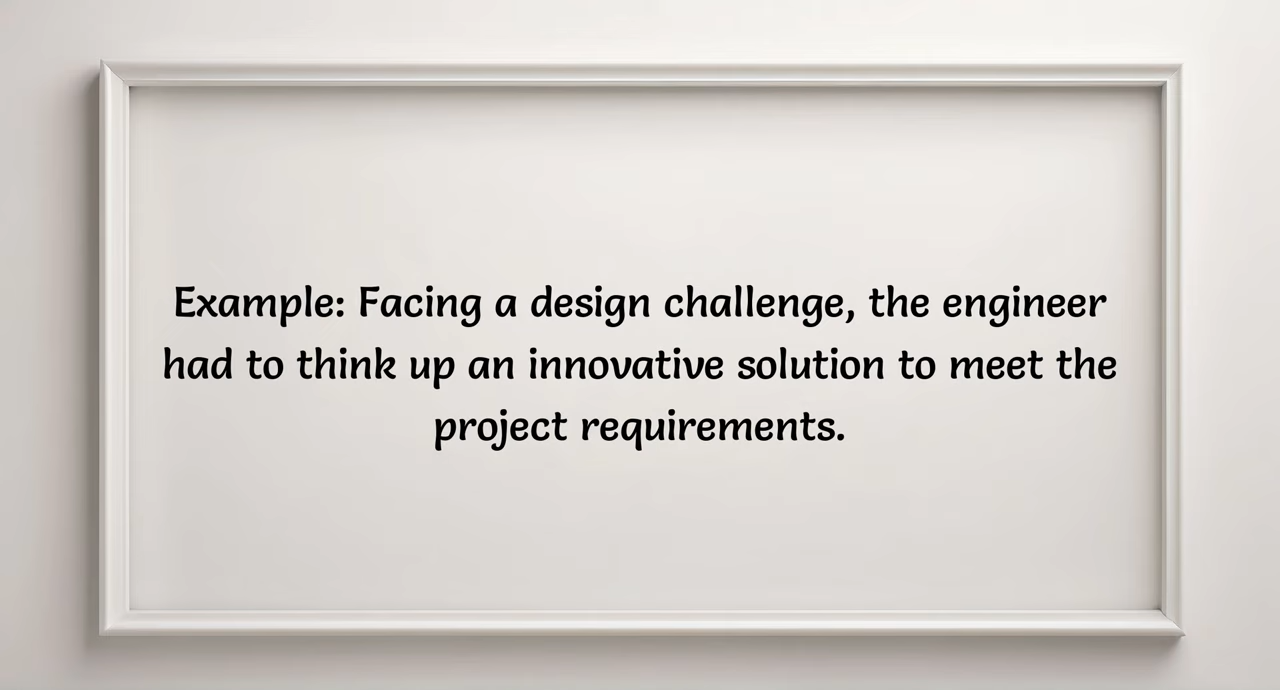 Example: Facing a design challenge, the engineer
had to think up an innovative solution to meet the
project requirements.